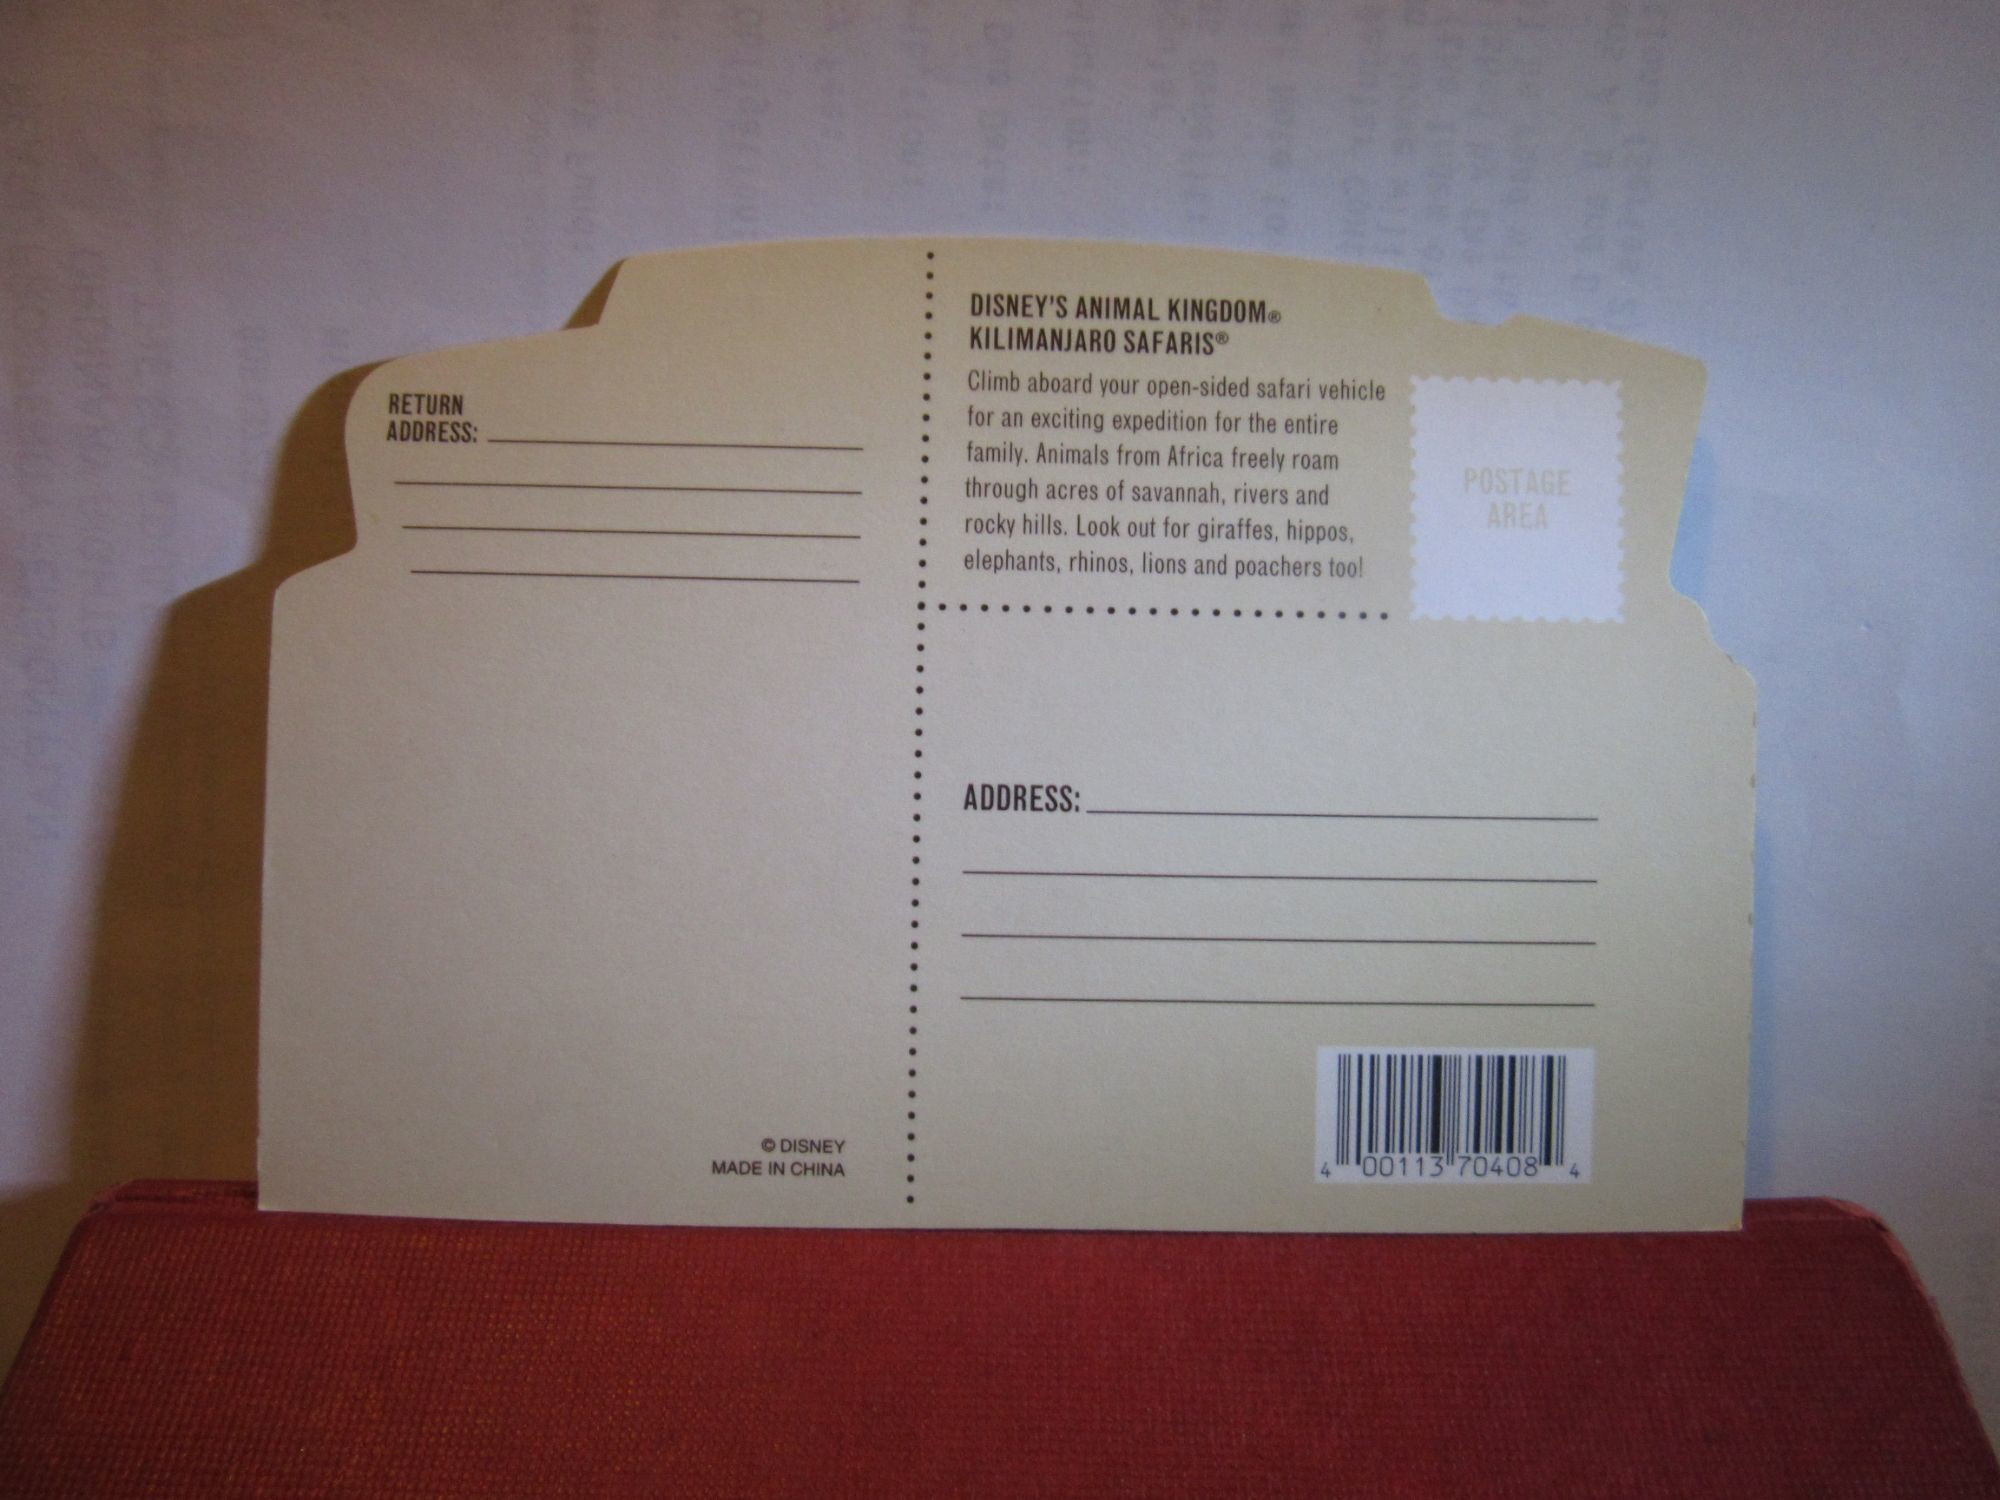 RETURN
ADDRESS:
DISNEY'S ANIMAL KINGDOM®
KILIMANJARO SAFARIS®
Climb aboard your open-sided safari vehicle
for an exciting expedition for the entire
family. Animals from Africa freely roam
through acres of savannah, rivers and
rocky hills. Look out for giraffes, hippos,
elephants, rhinos, lions and poachers too!
POSTAGE
AREA
ADDRESS:
© DISNEY
MADE IN CHINA
4 00113 70408 4